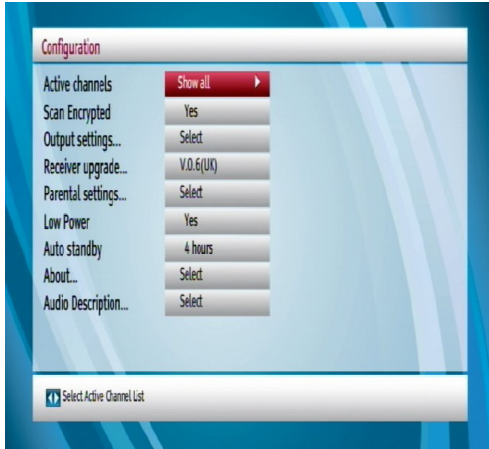 Configuration
Active channels Show all
Scan Encrypted Yes
Output settings... Select
Receiver upgrade... V.0.6(UK)
Parental settings... Select
Low Power Yes
Auto standby 4 hours
About... Select
Audio Description... Select
Select Active Channel List